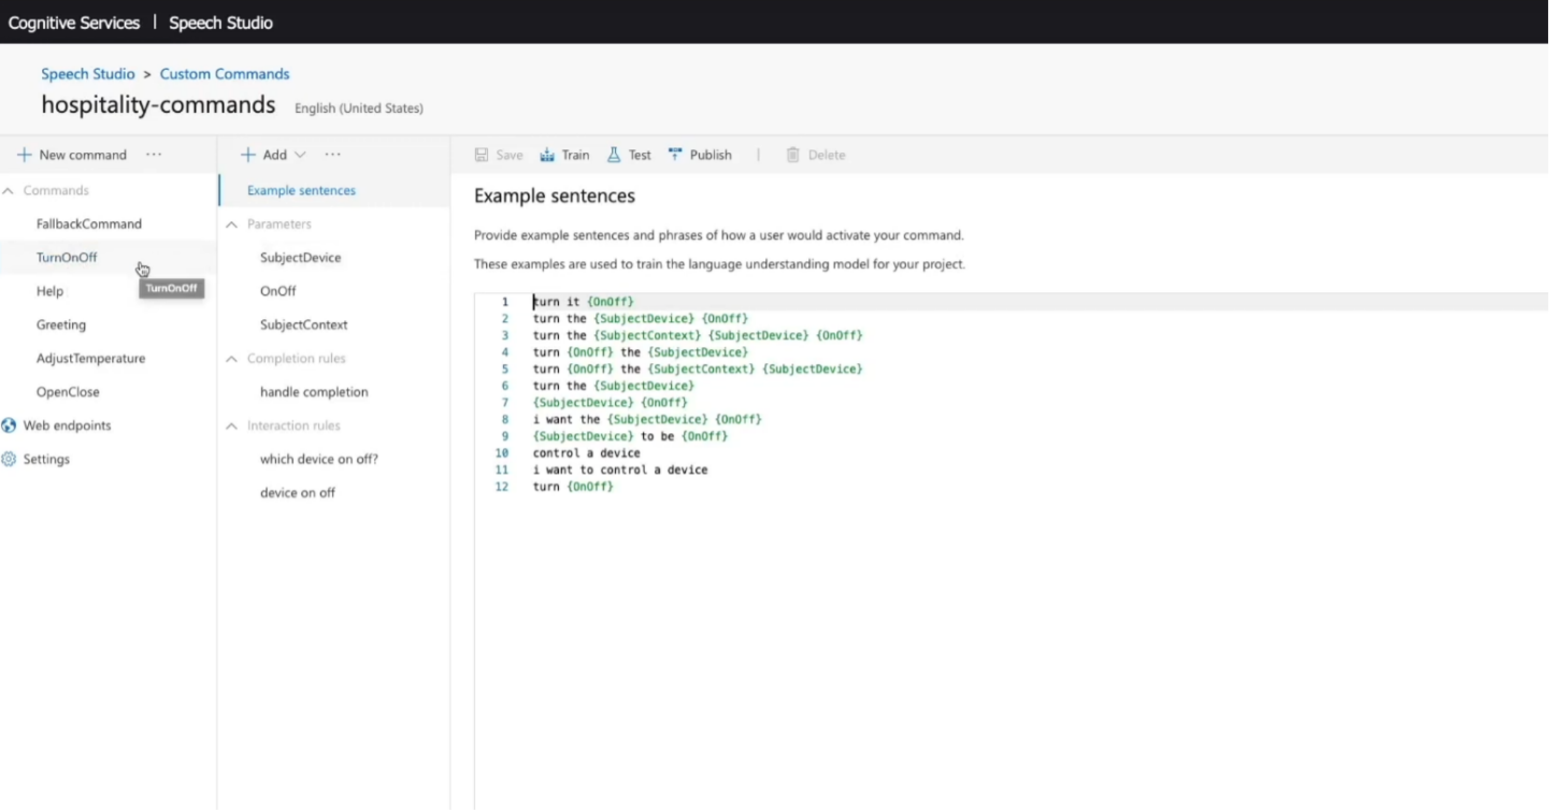 Cognitive Services | Speech Studio
Speech Studio > Custom Commands
hospitality-commands English (United States)
+ New command ...
Commands
FallbackCommand
TurnOnOff
TurnOnOff
Help
Greeting
AdjustTemperature
OpenClose
Web endpoints
Settings
+ Add ...
Example sentences
Parameters
SubjectDevice
OnOff
SubjectContext
Completion rules
handle completion
Interaction rules
which device on off?
device on off
Save Train Test Publish | Delete
Example sentences
Provide example sentences and phrases of how a user would activate your command.
These examples are used to train the language understanding model for your project.
1 turn it {OnOff}
2 turn the {SubjectDevice} {OnOff}
3 turn the {SubjectContext} {SubjectDevice} {OnOff}
4 turn {OnOff} the {SubjectDevice}
5 turn {OnOff} the {SubjectContext} {SubjectDevice}
6 turn the {SubjectDevice}
7 {SubjectDevice} {OnOff}
8 i want the {SubjectDevice} {OnOff}
9 {SubjectDevice} to be {OnOff}
10 control a device
11 i want to control a device
12 turn {OnOff}